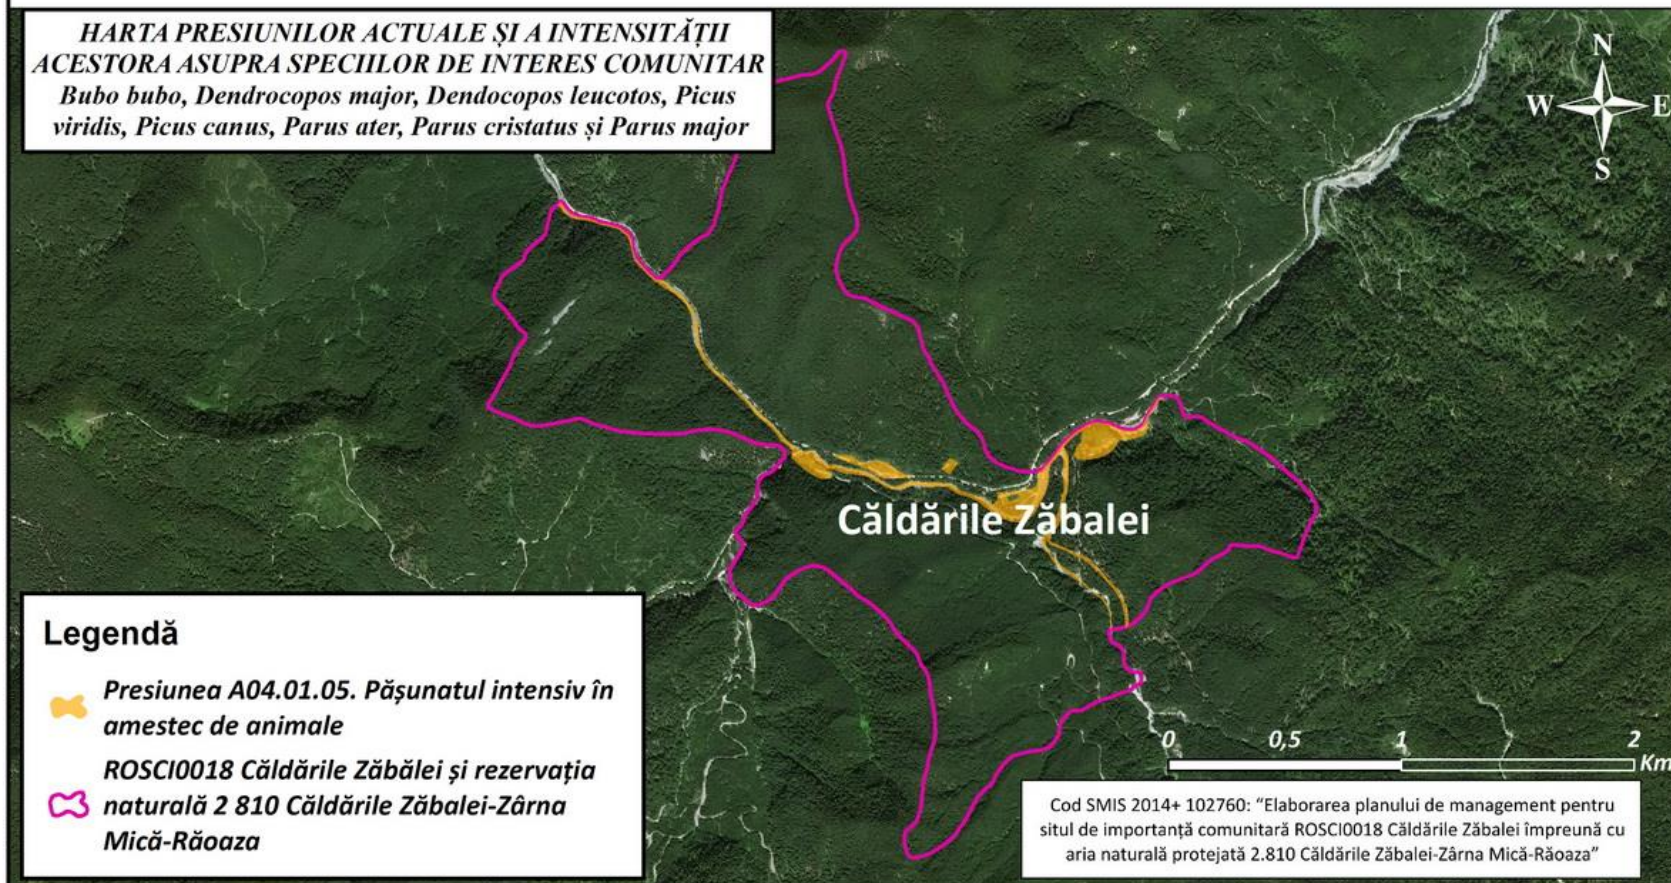 HARTA PRESIUNILOR ACTUALE ȘI A INTENSITĂȚII
ACESTORA ASUPRA SPECIILOR DE INTERES COMUNITAR
Bubo bubo, Dendrocopos major, Dendocopos leucotos, Picus
viridis, Picus canus, Parus ater, Parus cristatus și Parus major
N
W E
S
Căldările Zăbalei
Legendă
Presiunea A04.01.05. Pășunatul intensiv în
amestec de animale
ROSCI0018 Căldările Zăbălei și rezervația
naturală 2 810 Căldările Zăbalei-Zârna
Mică-Răoaza
0 0,5 1 2
Km
Cod SMIS 2014+ 102760: “Elaborarea planului de management pentru
situl de importanță comunitară ROSCI0018 Căldările Zăbalei împreună cu
aria naturală protejată 2.810 Căldările Zăbalei-Zârna Mică-Răoaza”